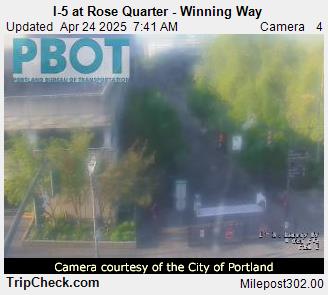 I-5 at Rose Quarter - Winning Way
Updated Apr 24 2025 7:41 AM Camera 4
PBOT
PORTLAND BUREAU OF TRANSPORTATION
Camera courtesy of the City of Portland
TripCheck.com Milepost302.00